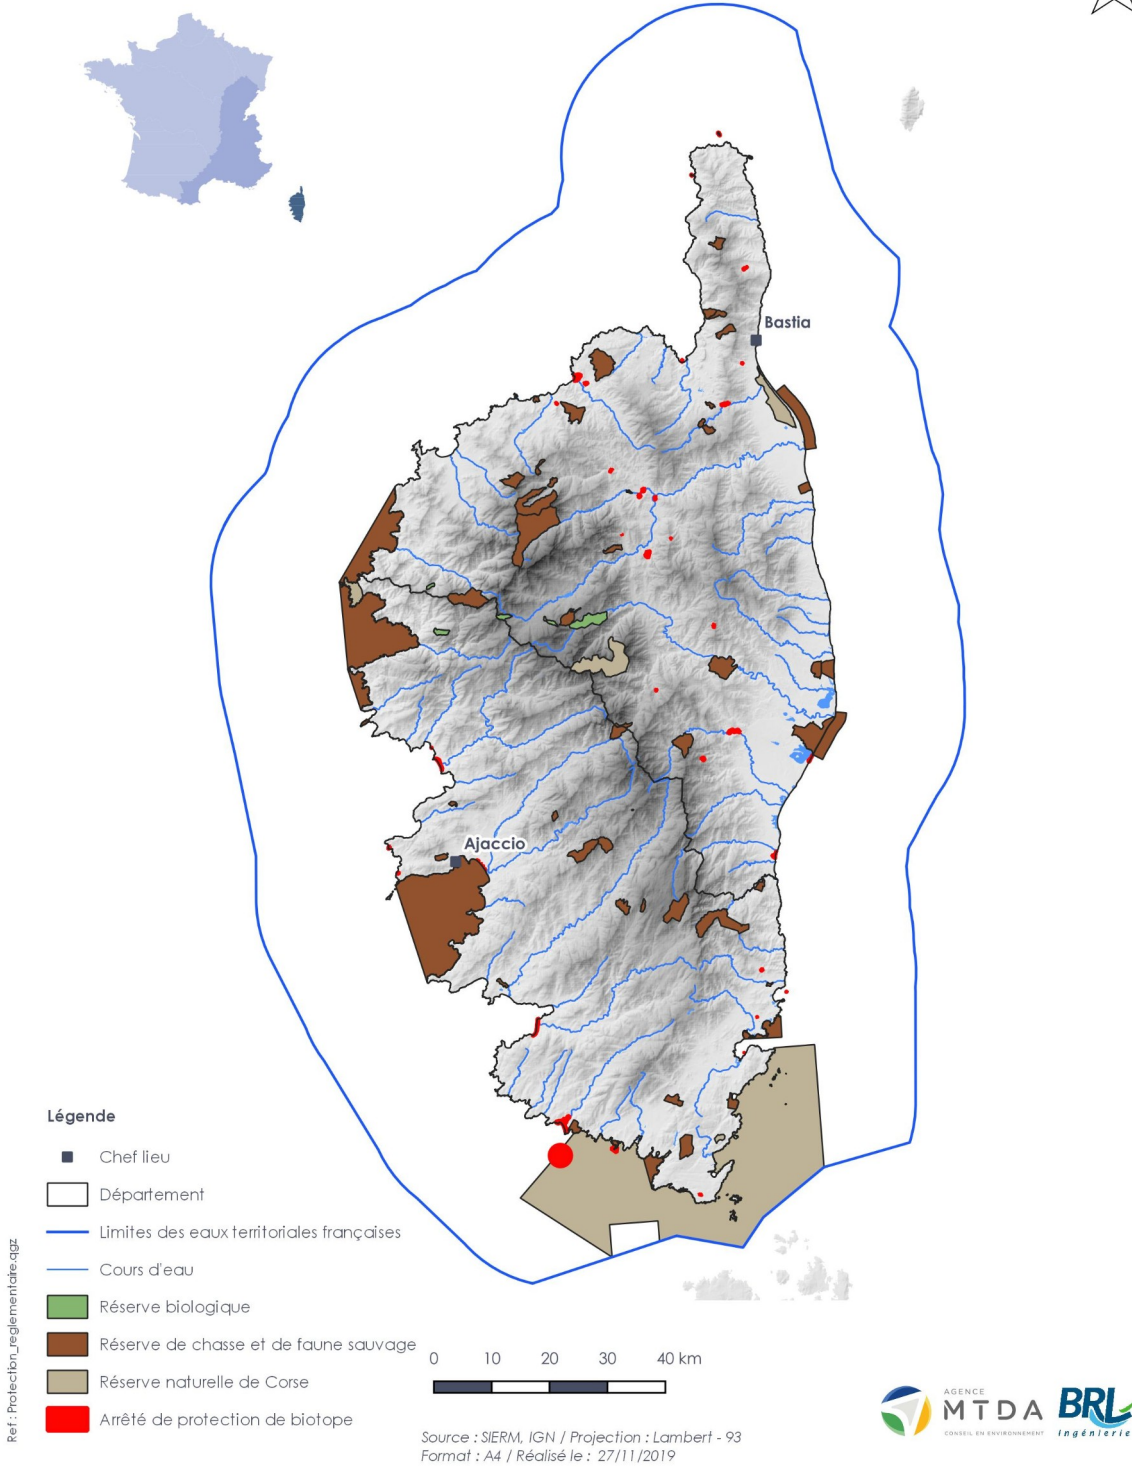 Bastia
Ajaccio
Légende
Chef lieu
Département
Limites des eaux territoriales françaises
Cours d'eau
Réserve biologique
Réserve de chasse et de faune sauvage
Réserve naturelle de Corse
Arrêté de protection de biotope
0 10 20 30 40 km
Source : SIERM, IGN / Projection : Lambert - 93
Format : A4 / Réalisé le : 27/11/2019
Ref : Protection_reglementaire.qgz
AGENCE
MTDA
CONSEIL EN ENVIRONNEMENT
BRL
Ingénierie